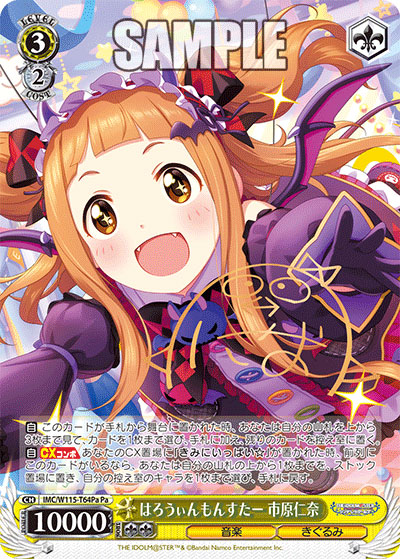 LEVEL
3
2
COST
SAMPLE
自 このカードが手札から舞台に置かれた時、あなたは自分の山札を上から
3枚まで見て、カードを1枚まで選び、手札に加え、残りのカードを控え室に置く。
自 CXコンボ あなたのCX置場に「きみにいっぱい☆」が置かれた時、前列に
このカードがいるなら、あなたは自分の山札の上から1枚までを、ストック
置場に置き、自分の控え室のキャラを1枚まで選び、手札に戻す。
CH IMC/W115-T64Pa Pa
はろうぃんもんすたー 市原仁奈
10000
音楽
きぐるみ
THE IDOLM@STER™& ©Bandai Namco Entertainment Inc.